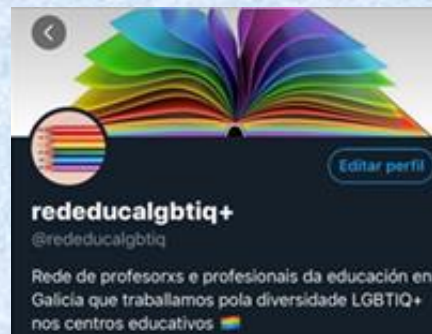 Editar perfil
rededucalgbtiq+
@rededucalgbtiq
Rede de profesorxs e profesionais da educación en
Galicia que traballamos pola diversidade LGBTIQ+
nos centros educativos 🏳️‍🌈